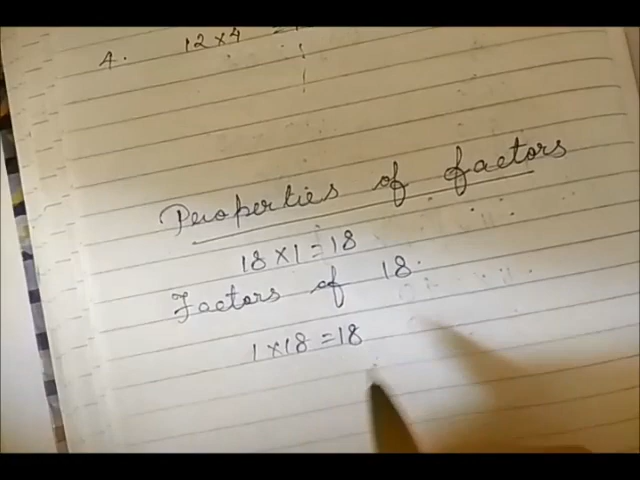 4. 12 x 4 =
Properties of factors
18 x 1 = 18
Factors of 18.
1 x 18 = 18